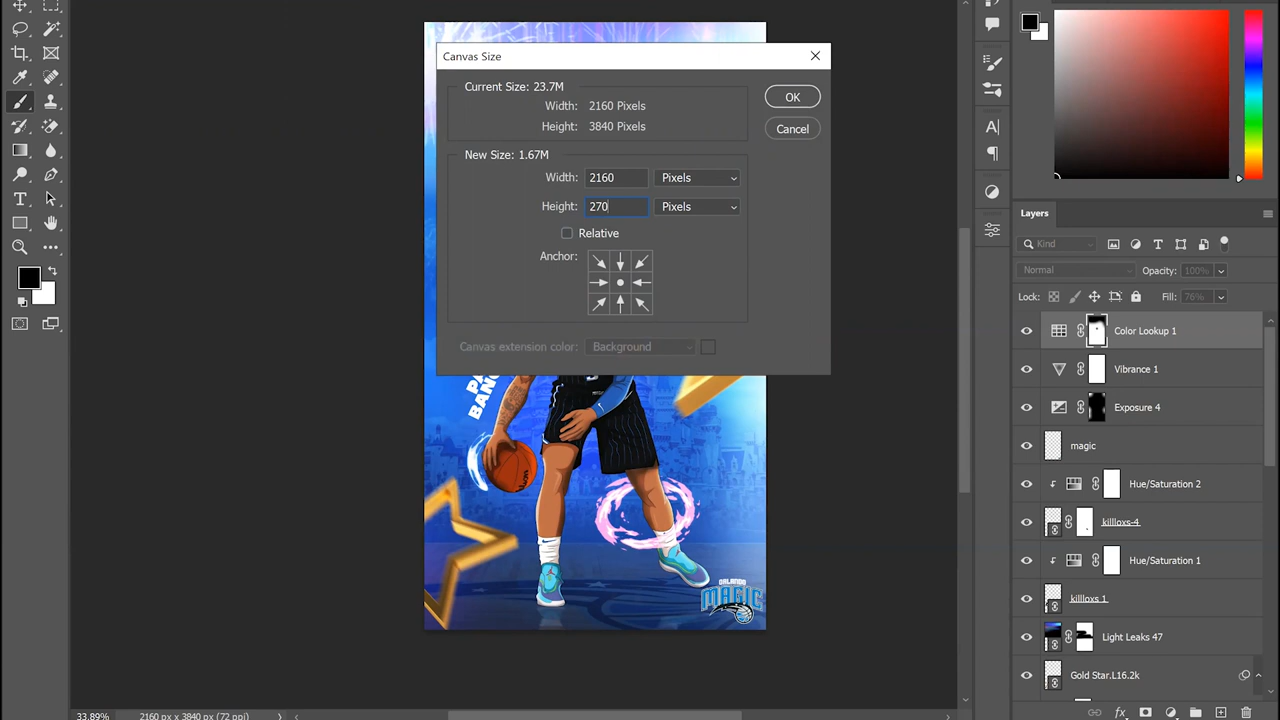 Canvas Size
Current Size: 23.7M
Width: 2160 Pixels
Height: 3840 Pixels
OK
Cancel
New Size: 1.67M
Width: 2160 Pixels
Height: 270 Pixels
Relative
Anchor:
Canvas extension color: Background
ORLANDO
MAGIC
33.89% 2160 px x 3840 px (72 ppi)
Layers
Kind
Normal Opacity: 100%
Lock: Fill: 76%
Color Lookup 1
Vibrance 1
Exposure 4
magic
Hue/Saturation 2
killloxs-4
Hue/Saturation 1
killloxs 1
Light Leaks 47
Gold Star.L16.2k
fx